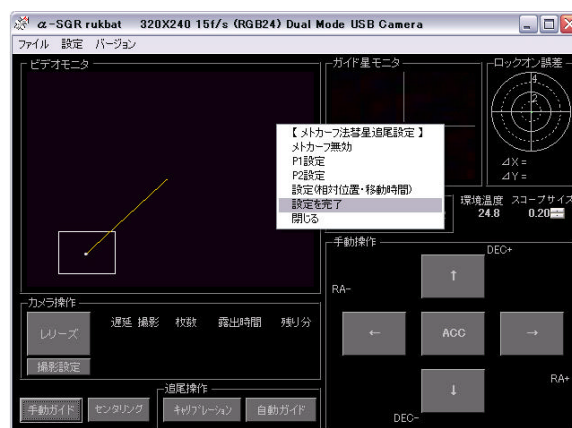 α-SGR rukbat 320X240 15f/s (RGB24) Dual Mode USB Camera
ファイル 設定 バージョン
ビデオモニタ
ガイド星モニタ
ロックオン誤差
4
2
⊿X =
⊿Y =
【 メトカーフ法彗星追尾設定 】
メトカーフ無効
P1設定
P2設定
設定(相対位置・移動時間)
設定を完了
閉じる
環境温度 スコープサイズ
24.8 0.20
手動操作
DEC+
RA-
↑
← ACC →
↓
RA+
DEC-
カメラ操作
レリーズ
遅延 撮影 枚数 露出時間 残り分
撮影設定
追尾操作
手動ガイド センタリング キャリブレーション 自動ガイド